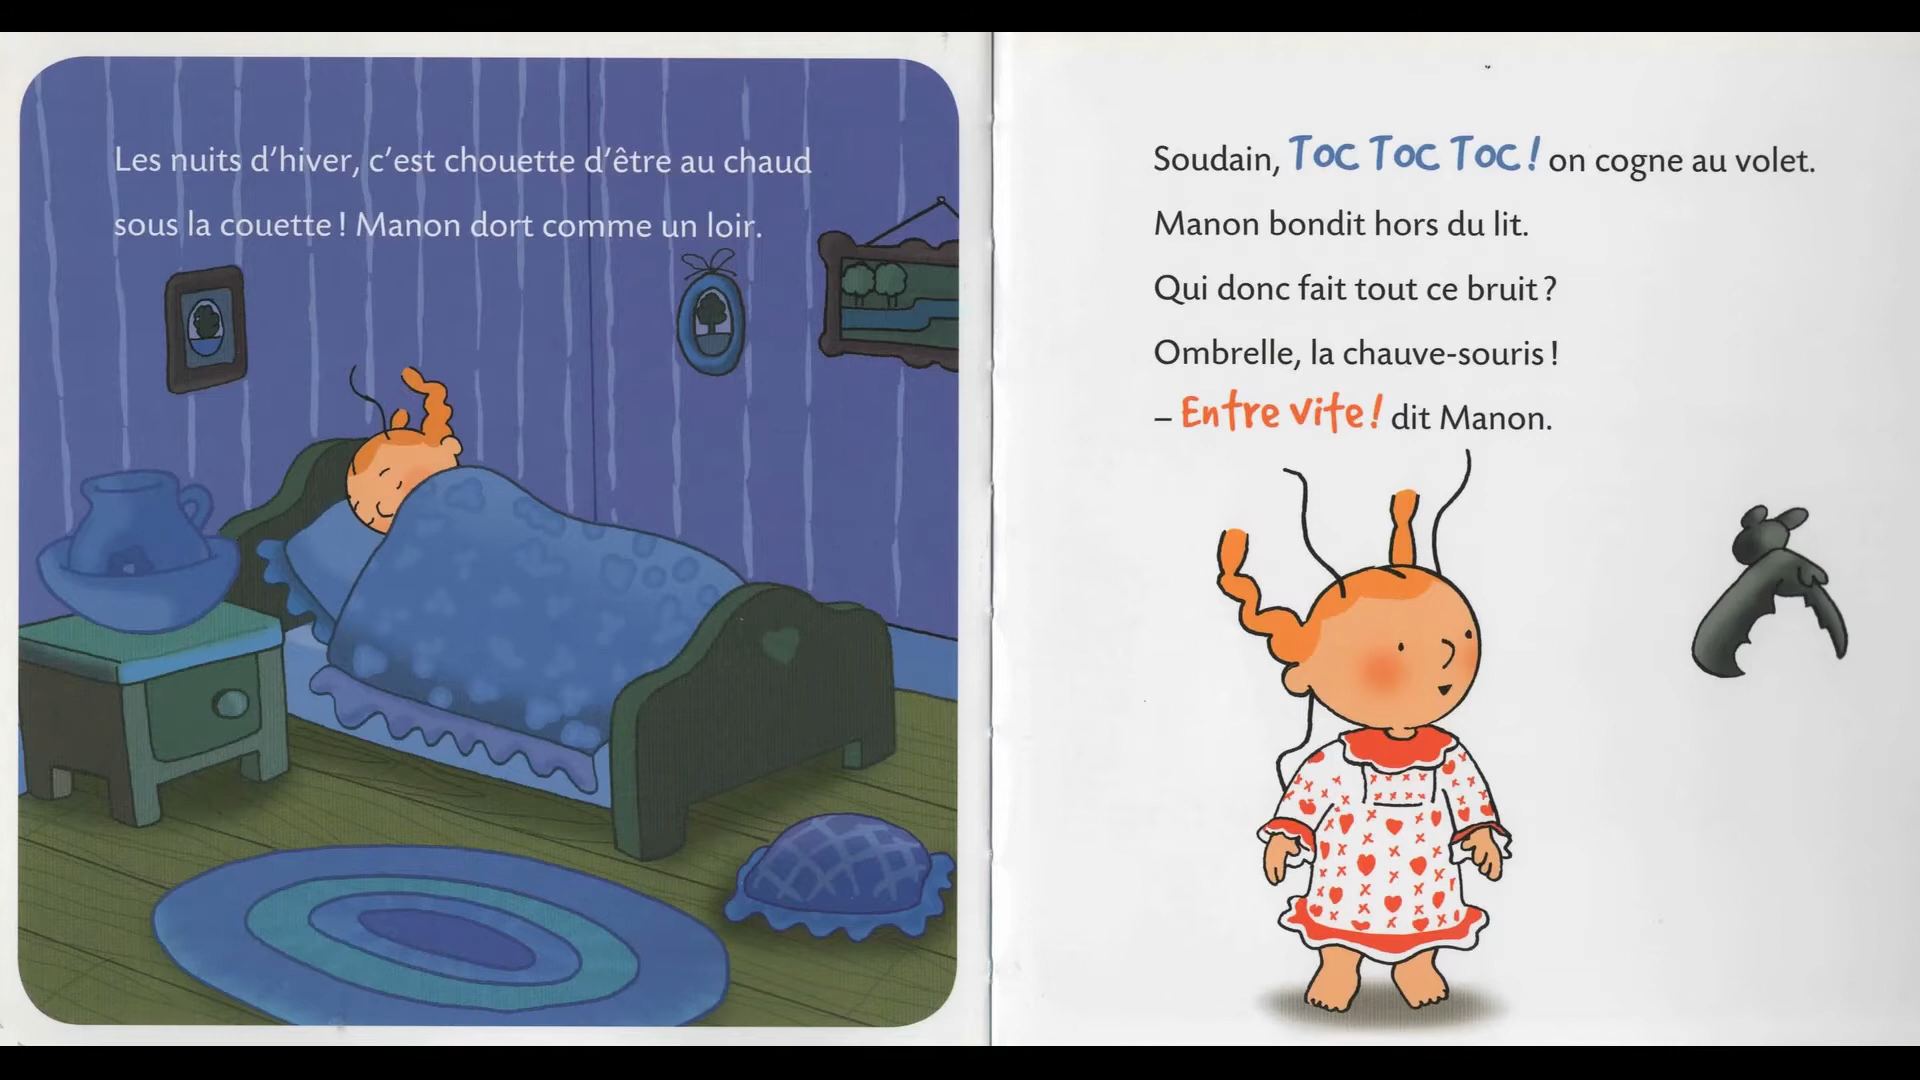 Les nuits d'hiver, c'est chouette d'être au chaud
sous la couette ! Manon dort comme un loir.
Soudain, Toc Toc Toc ! on cogne au volet.
Manon bondit hors du lit.
Qui donc fait tout ce bruit ?
Ombrelle, la chauve-souris !
– Entre vite ! dit Manon.